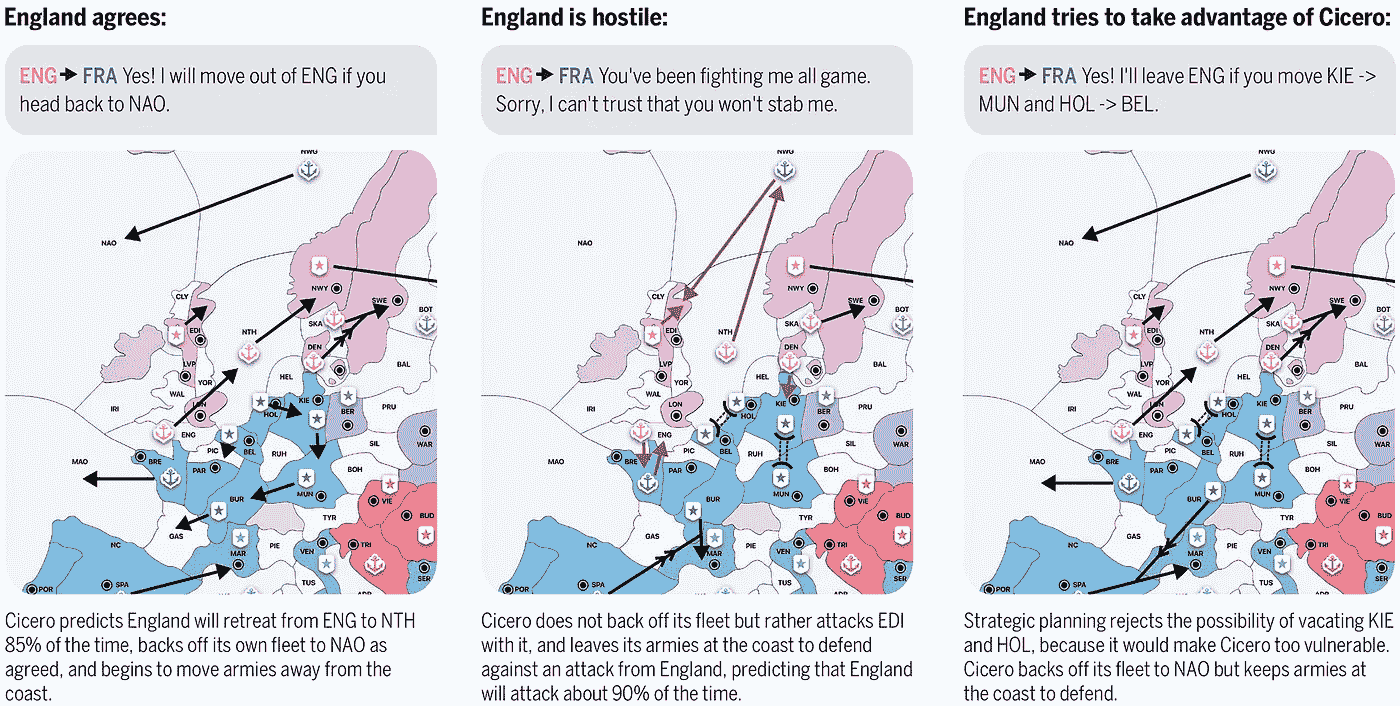 England agrees:
ENG FRA Yes! I will move out of ENG if you
head back to NAO.
NWG
NAO
CLY
NWY
SWE
EDI
SKA
BOT
NTH
DEN
LVP
BAL
YOR
HEL
WAL
IRI
LON
KIE
HOL
BER
PRU
ENG
BEL
SIL
WAR
MAO
BRE
PIC
RUH
PAR
BOH
MUN
BUR
VIE
GAS
TYR
BUD
NC
MAR
PIE
VEN
TRI
POR
SPA
TUS
SER
ADR
Cicero predicts England will retreat from ENG to NTH
85% of the time, backs off its own fleet to NAO as
agreed, and begins to move armies away from the
coast.
England is hostile:
ENG FRA You've been fighting me all game.
Sorry, I can't trust that you won't stab me.
NWG
NAO
CLY
NWY
SWE
EDI
SKA
BOT
NTH
DEN
LVP
BAL
YOR
HEL
WAL
IRI
LON
KIE
HOL
BER
PRU
ENG
BEL
SIL
WAR
MAO
BRE
PIC
RUH
PAR
BOH
MUN
BUR
VIE
GAS
TYR
BUD
NC
MAR
PIE
VEN
TRI
POR
SPA
TUS
SER
ADR
Cicero does not back off its fleet but rather attacks EDI
with it, and leaves its armies at the coast to defend
against an attack from England, predicting that England
will attack about 90% of the time.
England tries to take advantage of Cicero:
ENG FRA Yes! I'll leave ENG if you move KIE ->
MUN and HOL -> BEL.
NWG
NAO
CLY
NWY
SWE
EDI
SKA
BOT
NTH
DEN
LVP
BAL
YOR
HEL
WAL
IRI
LON
KIE
HOL
BER
PRU
ENG
BEL
SIL
WAR
MAO
BRE
PIC
RUH
PAR
BOH
MUN
BUR
VIE
GAS
TYR
BUD
NC
MAR
PIE
VEN
TRI
POR
SPA
TUS
SER
ADR
Strategic planning rejects the possibility of vacating KIE
and HOL, because it would make Cicero too vulnerable.
Cicero backs off its fleet to NAO but keeps armies at
the coast to defend.